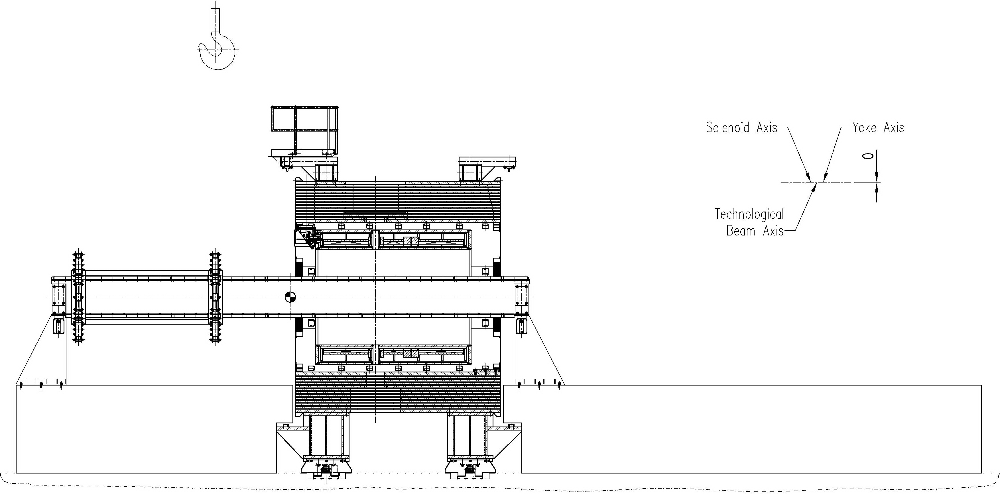 Solenoid Axis
Yoke Axis
0
Technological
Beam Axis